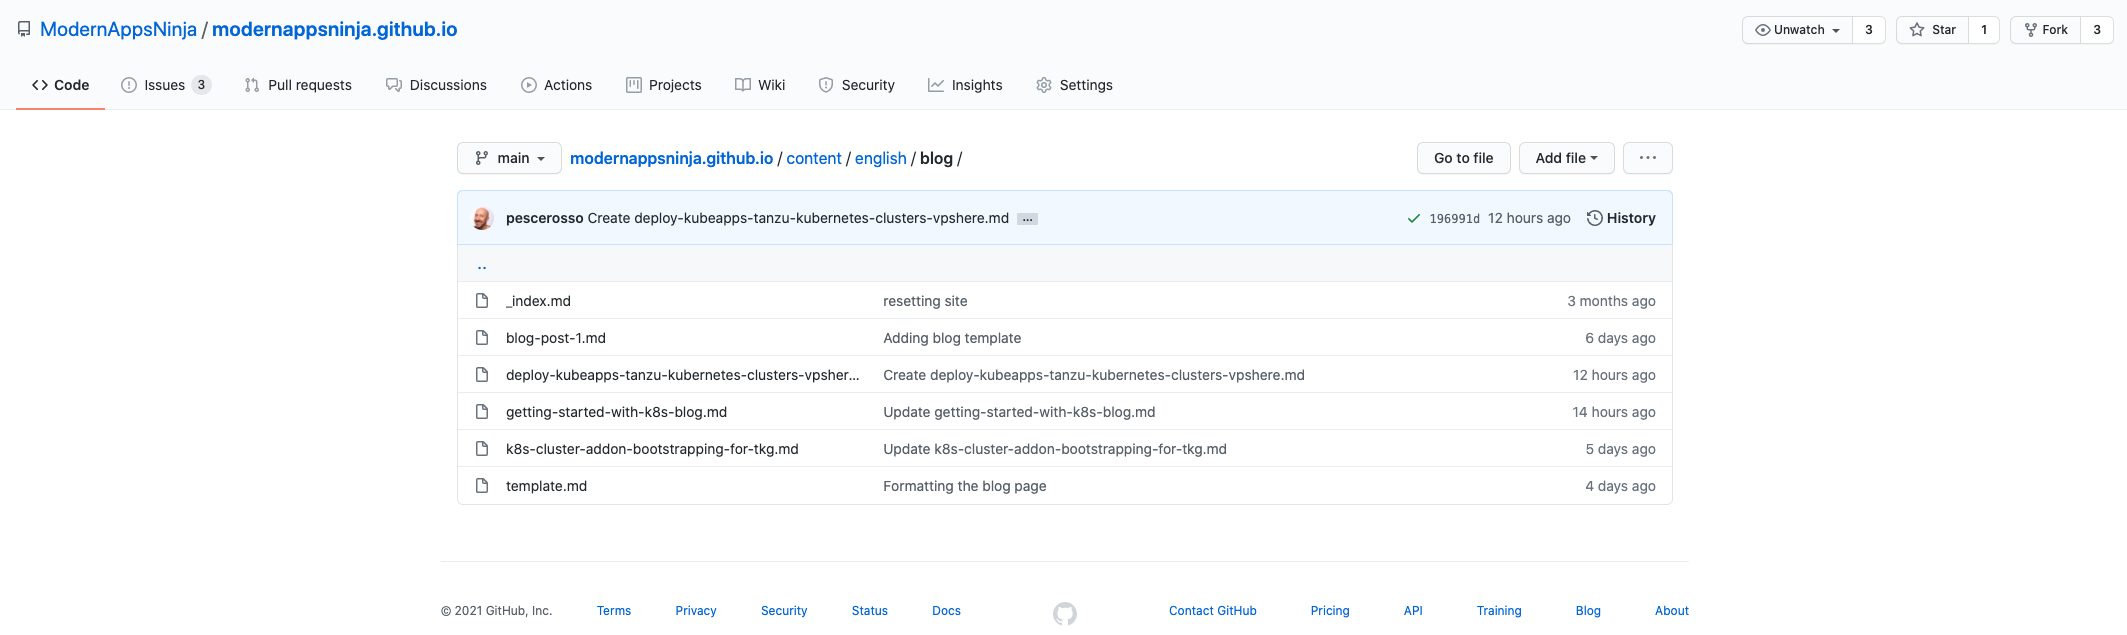 ModernAppsNinja / modernappsninja.github.io Unwatch 3 Star 1 Fork 3
Code Issues 3 Pull requests Discussions Actions Projects Wiki Security Insights Settings
main modernappsninja.github.io / content / english / blog / Go to file Add file ...
pescerosso Create deploy-kubeapps-tanzu-kubernetes-clusters-vpshere.md ... 196991d 12 hours ago History
..
_index.md resetting site 3 months ago
blog-post-1.md Adding blog template 6 days ago
deploy-kubeapps-tanzu-kubernetes-clusters-vpsher... Create deploy-kubeapps-tanzu-kubernetes-clusters-vpshere.md 12 hours ago
getting-started-with-k8s-blog.md Update getting-started-with-k8s-blog.md 14 hours ago
k8s-cluster-addon-bootstrapping-for-tkg.md Update k8s-cluster-addon-bootstrapping-for-tkg.md 5 days ago
template.md Formatting the blog page 4 days ago
© 2021 GitHub, Inc. Terms Privacy Security Status Docs Contact GitHub Pricing API Training Blog About